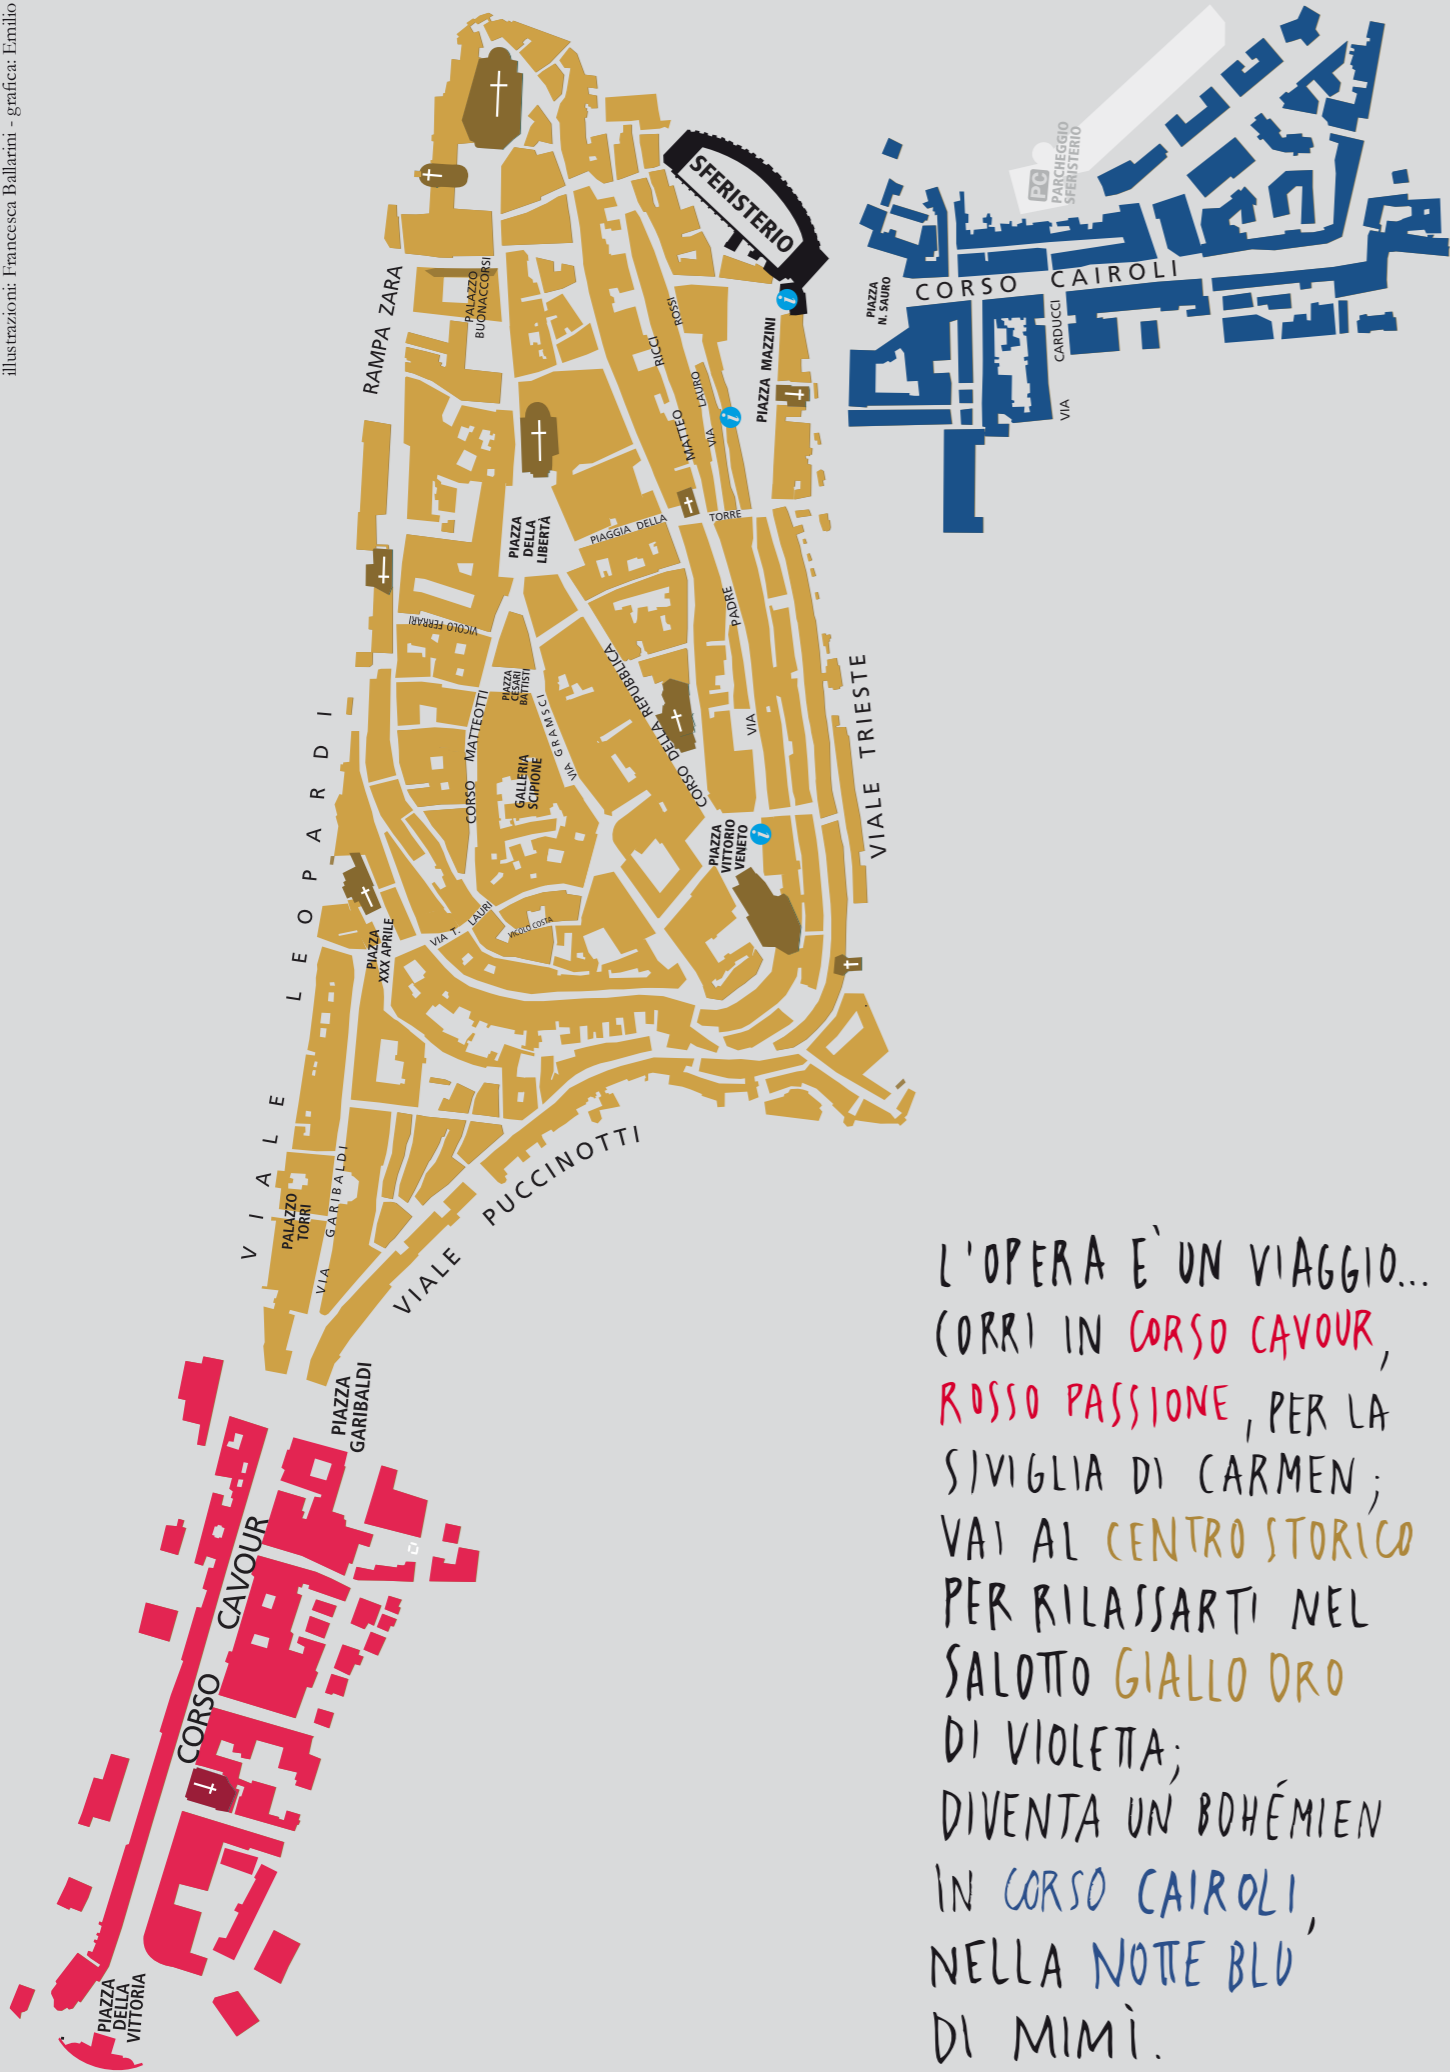 illustrazioni: Francesca Ballarini - grafica: Emilio
SFERISTERIO
PC
PARCHEGGIO
SFERISTERIO
CORSO CAIROLI
PIAZZA
N. SAURO
VIA CARDUCCI
RAMPA ZARA
PALAZZO
BUONACCORSI
PIAZZA MAZZINI
i
MATTEO RICCI
VIA LAURO ROSSI
i
PIAZZA
DELLA
LIBERTÀ
PIAGGIA DELLA TORRE
VICOLO FERRARI
VIA PADRE
PIAZZA
CESARI
BATTISTI
CORSO MATTEOTTI
VIA GRAMSCI
CORSO DELLA REPUBBLICA
GALLERIA
SCIPIONE
VIALE TRIESTE
PIAZZA
VITTORIO
VENETO
i
VIALE LEOPARDI
PIAZZA
XXX APRILE
VIA T. LAURI
VICOLO COSTA
VIALE PUCCINOTTI
PALAZZO
TORRI
VIA GARIBALDI
PIAZZA
GARIBALDI
CORSO CAVOUR
PIAZZA
DELLA
VITTORIA
L'OPERA E` UN VIAGGIO...
CORRI IN CORSO CAVOUR,
ROSSO PASSIONE, PER LA
SIVIGLIA DI CARMEN;
VAI AL CENTRO STORICO
PER RILASSARTI NEL
SALOTTO GIALLO ORO
DI VIOLETTA;
DIVENTA UN BOHÉMIEN
IN CORSO CAIROLI,
NELLA NOTTE BLU
DI MIMÌ.